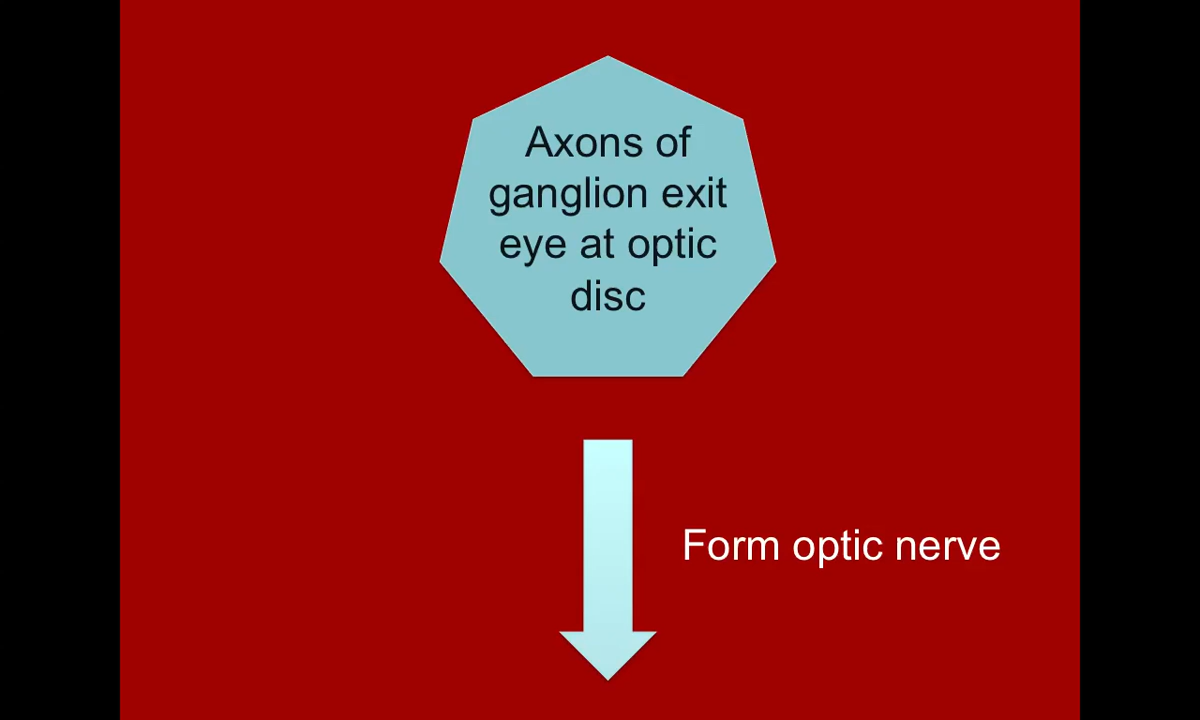 Axons of
ganglion exit
eye at optic
disc
Form optic nerve